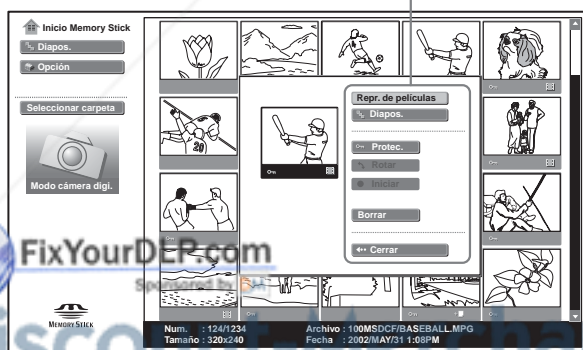 Inicio Memory Stick
Diapos.
Opción
Seleccionar carpeta
Modo cámera digi.
Repr. de películas
Diapos.
Protec.
Rotar
Iniciar
Borrar
Cerrar
20
FixYourDLP.com
Sponsored by
MEMORY STICK
Num. : 124/1234
Tamaño : 320x240
Archivo : 100MSDCF/BASEBALL.MPG
Fecha : 2002/MAY/31 1:08PM